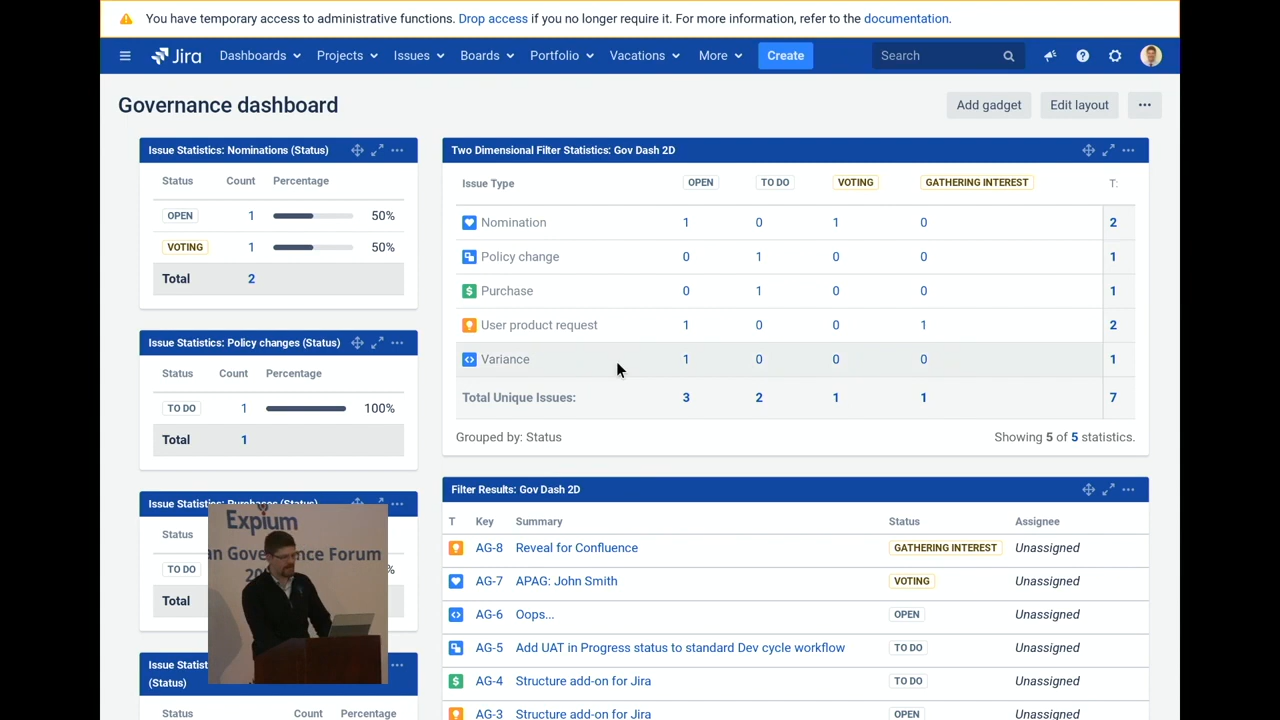 You have temporary access to administrative functions. Drop access if you no longer require it. For more information, refer to the documentation.
Jira Dashboards Projects Issues Boards Portfolio Vacations More Create Search
Governance dashboard
Add gadget Edit layout
Issue Statistics: Nominations (Status)
Status Count Percentage
OPEN 1 50%
VOTING 1 50%
Total 2
Issue Statistics: Policy changes (Status)
Status Count Percentage
TO DO 1 100%
Total 1
Issue Statistics: Purchases (Status)
Status
TO DO %
Total
(Status)
Status Count Percentage
Expium
Governance Forum
Two Dimensional Filter Statistics: Gov Dash 2D
Issue Type OPEN TO DO VOTING GATHERING INTEREST T:
Nomination 1 0 1 0 2
Policy change 0 1 0 0 1
Purchase 0 1 0 0 1
User product request 1 0 0 1 2
Variance 1 0 0 0 1
Total Unique Issues: 3 2 1 1 7
Grouped by: Status Showing 5 of 5 statistics.
Filter Results: Gov Dash 2D
T Key Summary Status Assignee
AG-8 Reveal for Confluence GATHERING INTEREST Unassigned
AG-7 APAG: John Smith VOTING Unassigned
AG-6 Oops... OPEN Unassigned
AG-5 Add UAT in Progress status to standard Dev cycle workflow TO DO Unassigned
AG-4 Structure add-on for Jira TO DO Unassigned
AG-3 Structure add-on for Jira OPEN Unassigned